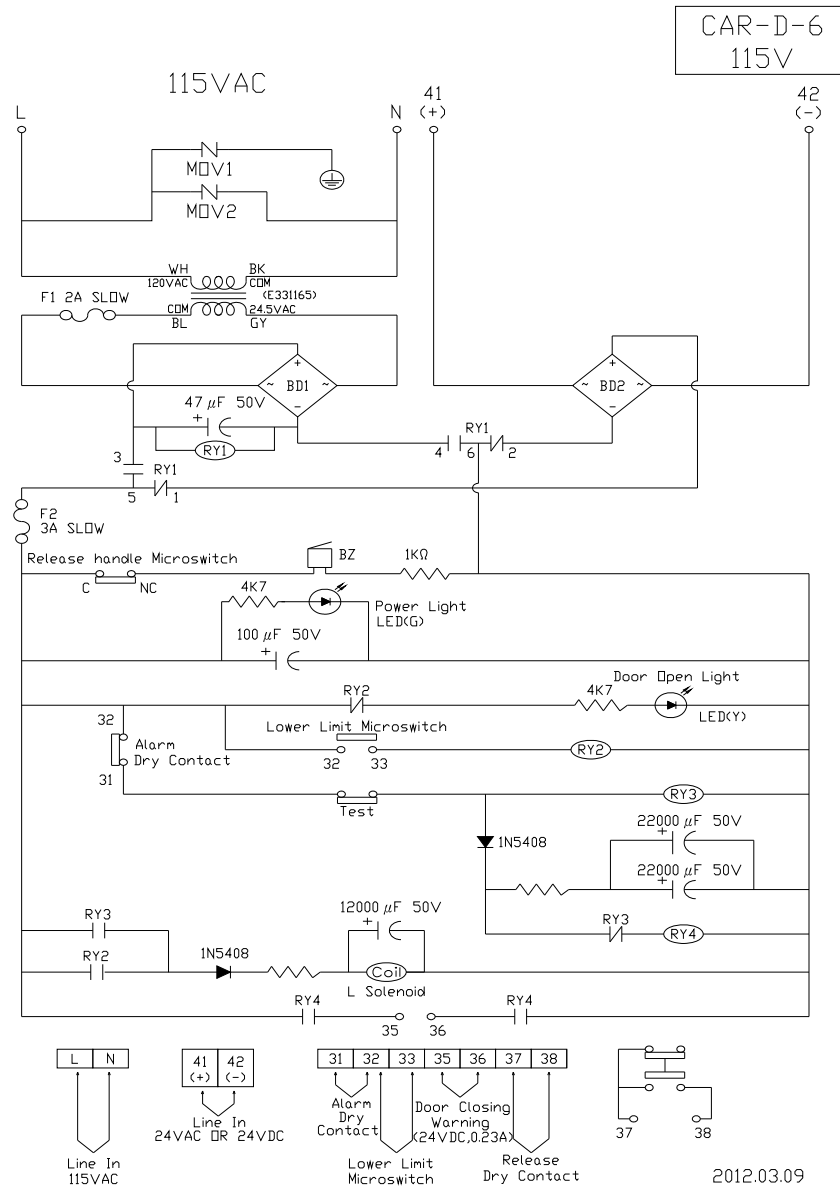 CAR-D-6
115V
115VAC
L
N
41
(+)
42
(-)
MOV1
MOV2
WH
BK
120VAC
COM
(E331165)
F1 2A SLOW
COM
24.5VAC
BL
GY
~
+
BD1
-
~
~
+
BD2
-
~
47 µF 50V
+
RY1
RY1
4
6
2
3
RY1
5
1
F2
3A SLOW
Release handle Microswitch
BZ
1KΩ
C
NC
4K7
Power Light
LED(G)
100 µF 50V
+
Door Open Light
RY2
4K7
LED(Y)
32
Lower Limit Microswitch
Alarm
Dry Contact
32
33
RY2
31
Test
RY3
22000 µF 50V
+
1N5408
22000 µF 50V
+
RY3
RY3
RY4
12000 µF 50V
+
RY2
1N5408
Coil
L Solenoid
RY4
RY4
35
36
L
N
41
(+)
42
(-)
31
32
33
35
36
37
38
Alarm
Dry
Contact
Door Closing
Warning
(24VDC,0.23A)
Line In
24VAC OR 24VDC
37
38
Line In
115VAC
Lower Limit
Microswitch
Release
Dry Contact
2012.03.09